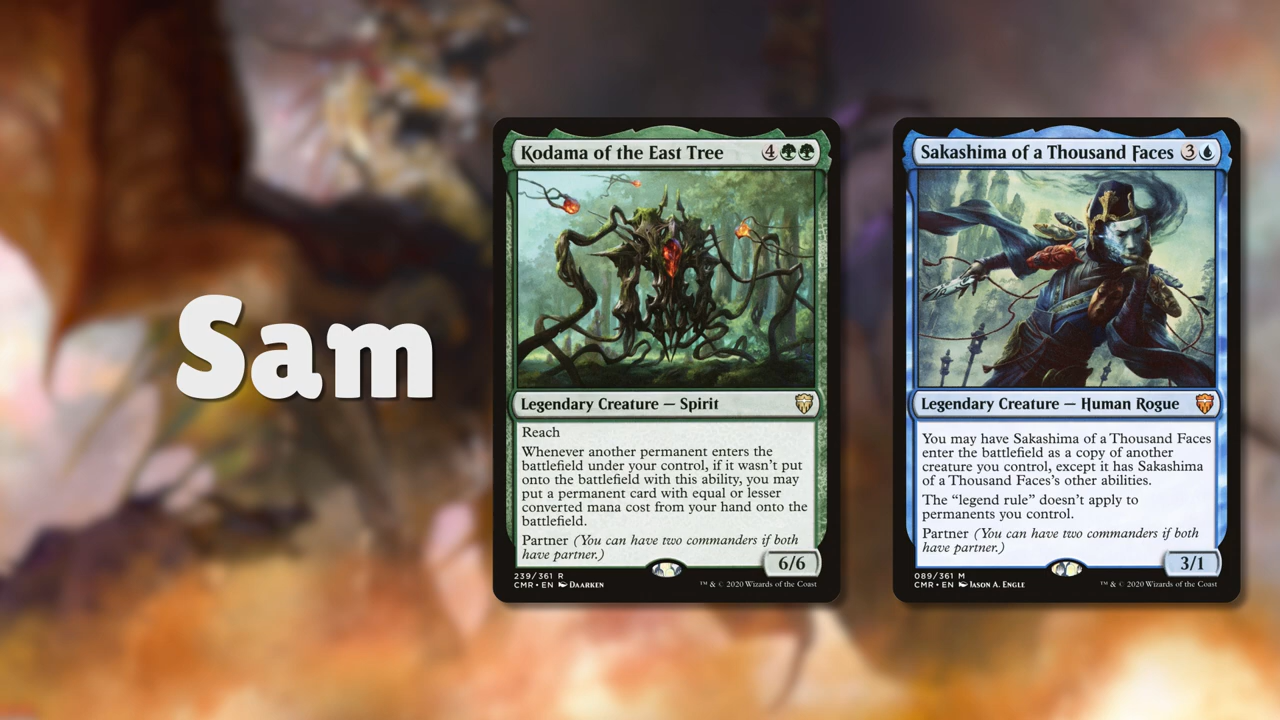 Sam
Kodama of the East Tree 4
Legendary Creature — Spirit
Reach
Whenever another permanent enters the
battlefield under your control, if it wasn't put
onto the battlefield with this ability, you may
put a permanent card with equal or lesser
converted mana cost from your hand onto the
battlefield.
Partner (You can have two commanders if both
have partner.)
6/6
239/361 R
CMR • EN Daarken
™ & © 2020 Wizards of the Coast
Sakashima of a Thousand Faces 3
Legendary Creature — Human Rogue
You may have Sakashima of a Thousand Faces
enter the battlefield as a copy of another
creature you control, except it has Sakashima
of a Thousand Faces's other abilities.
The “legend rule” doesn't apply to
permanents you control.
Partner (You can have two commanders if both
have partner.)
3/1
089/361 M
CMR • EN Jason A. Engle
™ & © 2020 Wizards of the Coast